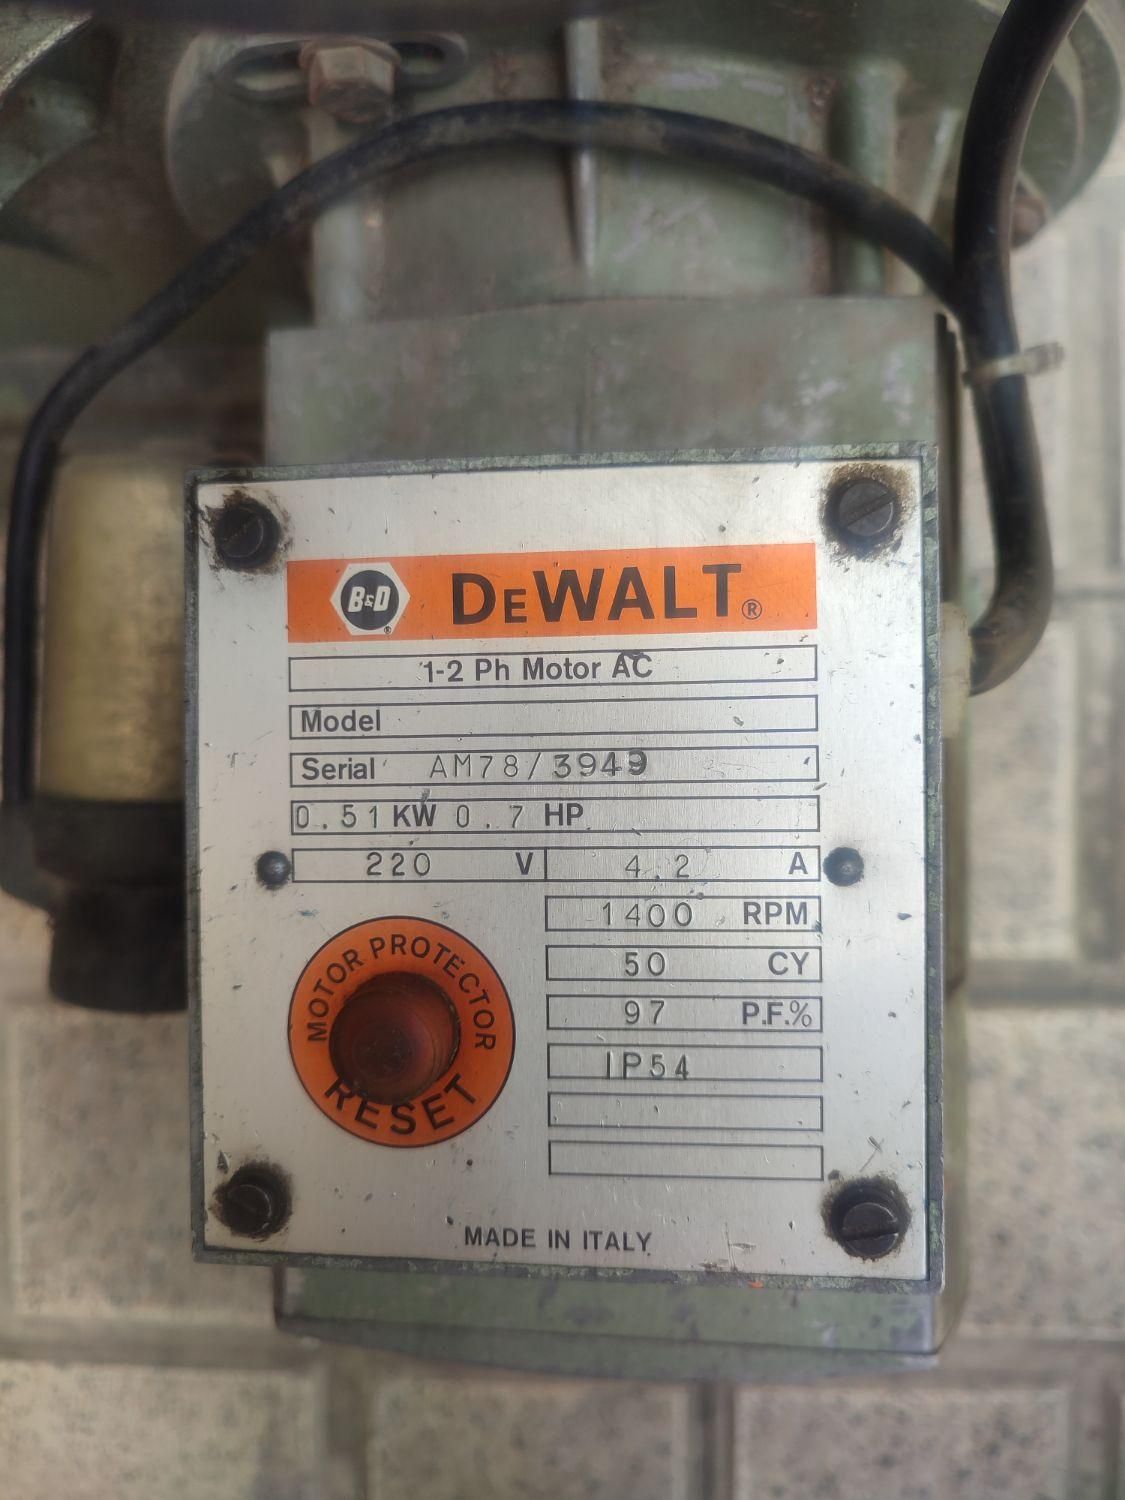 B&D ® DeWALT ®
1-2 Ph Motor AC
Model
Serial AM78/3949
0.51 KW 0.7 HP
220 V 4.2 A
1400 RPM
50 CY
97 P.F.%
IP54
MOTOR PROTECTOR
RESET
MADE IN ITALY